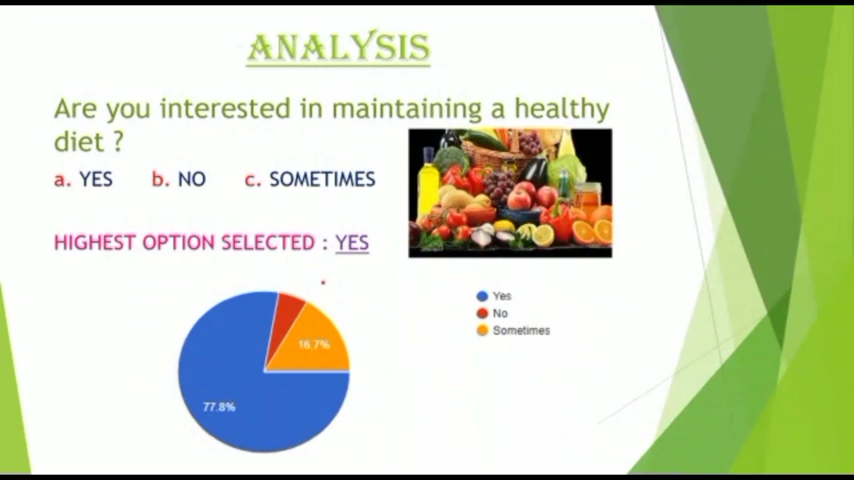 ANALYSIS
Are you interested in maintaining a healthy
diet ?
a. YES b. NO c. SOMETIMES
HIGHEST OPTION SELECTED : YES
Yes
No
Sometimes
16.7%
77.8%